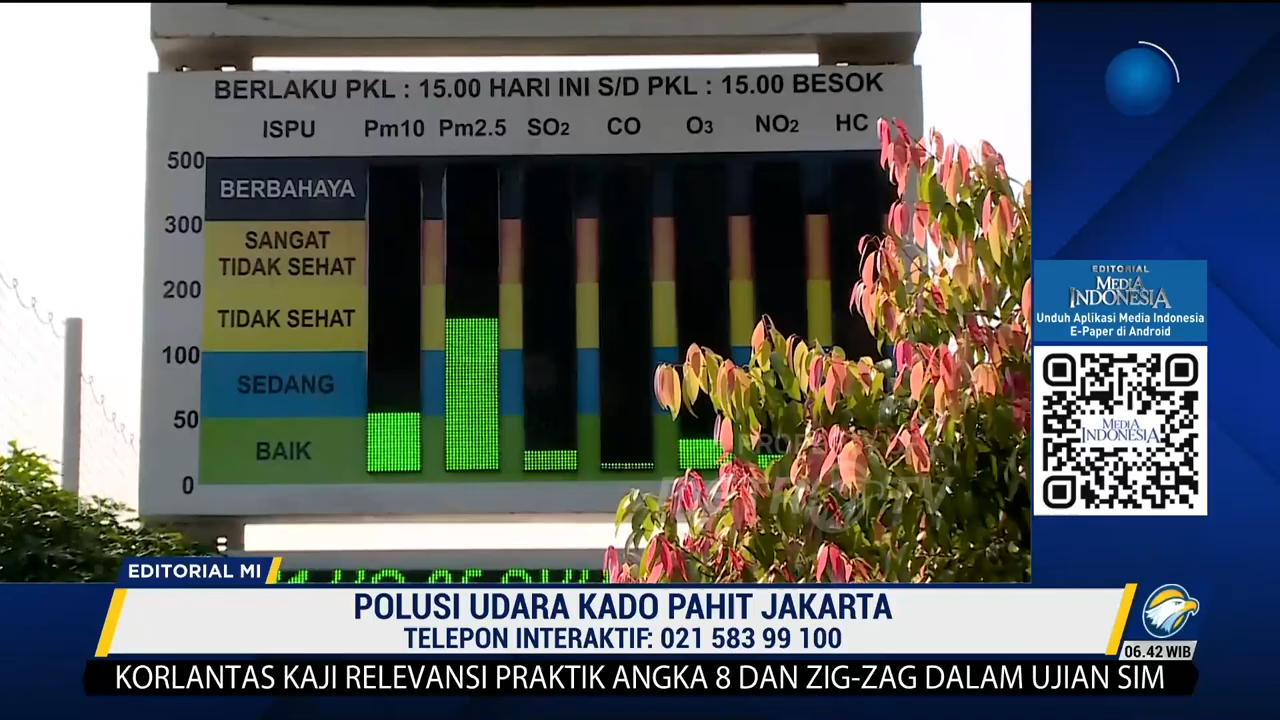 BERLAKU PKL : 15.00 HARI INI S/D PKL : 15.00 BESOK
ISPU Pm10 Pm2.5 SO2 CO O3 NO2 HC
500
BERBAHAYA
300
SANGAT
TIDAK SEHAT
200
TIDAK SEHAT
100
SEDANG
50
BAIK
0
EDITORIAL
MEDIA
INDONESIA
Unduh Aplikasi Media Indonesia
E-Paper di Android
MEDIA
INDONESIA
EDITORIAL MI
POLUSI UDARA KADO PAHIT JAKARTA
TELEPON INTERAKTIF: 021 583 99 100
06.42 WIB
KORLANTAS KAJI RELEVANSI PRAKTIK ANGKA 8 DAN ZIG-ZAG DALAM UJIAN SIM